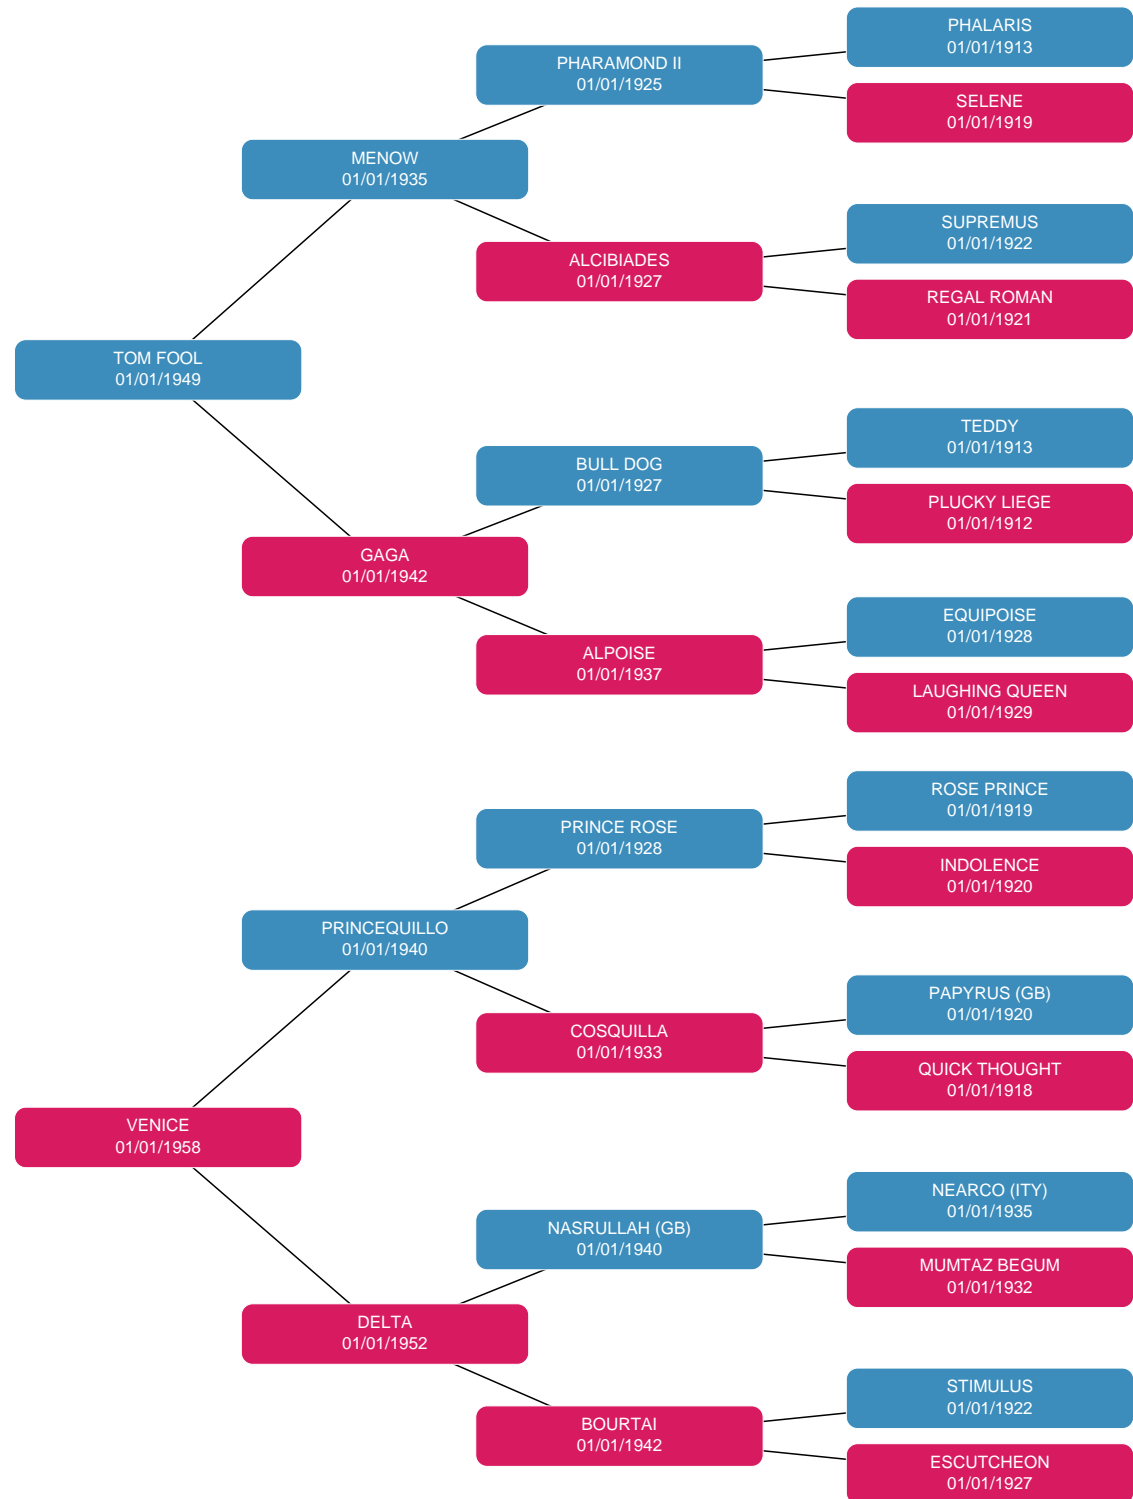 PHALARIS
01/01/1913
PHARAMOND II
01/01/1925
SELENE
01/01/1919
MENOW
01/01/1935
SUPREMUS
01/01/1922
ALCIBIADES
01/01/1927
REGAL ROMAN
01/01/1921
TOM FOOL
01/01/1949
TEDDY
01/01/1913
BULL DOG
01/01/1927
PLUCKY LIEGE
01/01/1912
GAGA
01/01/1942
EQUIPOISE
01/01/1928
ALPOISE
01/01/1937
LAUGHING QUEEN
01/01/1929
ROSE PRINCE
01/01/1919
PRINCE ROSE
01/01/1928
INDOLENCE
01/01/1920
PRINCEQUILLO
01/01/1940
PAPYRUS (GB)
01/01/1920
COSQUILLA
01/01/1933
QUICK THOUGHT
01/01/1918
VENICE
01/01/1958
NEARCO (ITY)
01/01/1935
NASRULLAH (GB)
01/01/1940
MUMTAZ BEGUM
01/01/1932
DELTA
01/01/1952
STIMULUS
01/01/1922
BOURTAI
01/01/1942
ESCUTCHEON
01/01/1927